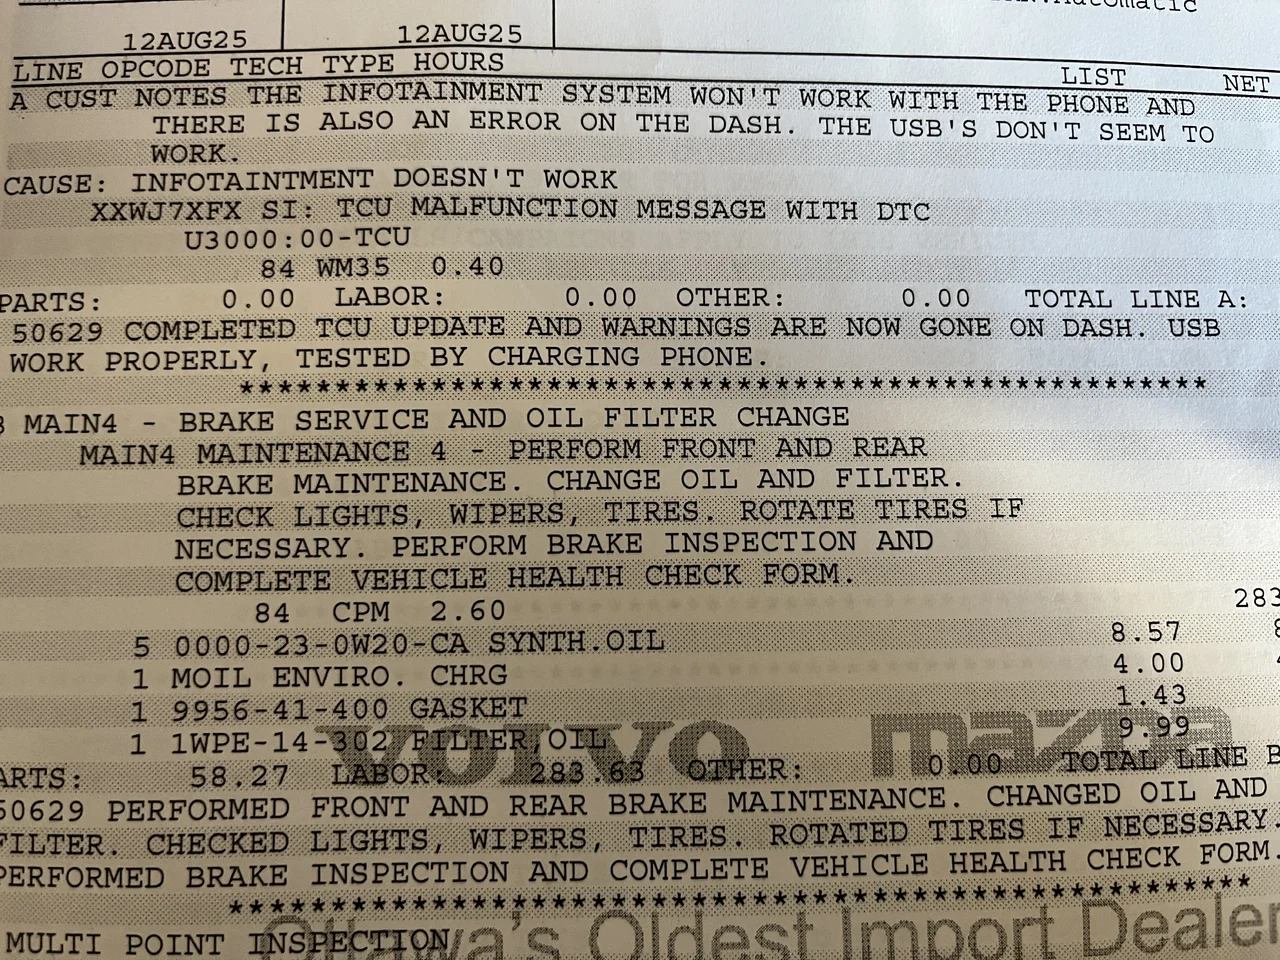 Automatic
12AUG25 12AUG25
LINE OPCODE TECH TYPE HOURS LIST NET
A CUST NOTES THE INFOTAINMENT SYSTEM WON'T WORK WITH THE PHONE AND
THERE IS ALSO AN ERROR ON THE DASH. THE USB'S DON'T SEEM TO
WORK.
CAUSE: INFOTAINTMENT DOESN'T WORK
XXWJ7XFX SI: TCU MALFUNCTION MESSAGE WITH DTC
U3000:00-TCU
84 WM35 0.40
PARTS: 0.00 LABOR: 0.00 OTHER: 0.00 TOTAL LINE A:
50629 COMPLETED TCU UPDATE AND WARNINGS ARE NOW GONE ON DASH. USB
WORK PROPERLY, TESTED BY CHARGING PHONE.
**************************************************************
B MAIN4 - BRAKE SERVICE AND OIL FILTER CHANGE
MAIN4 MAINTENANCE 4 - PERFORM FRONT AND REAR
BRAKE MAINTENANCE. CHANGE OIL AND FILTER.
CHECK LIGHTS, WIPERS, TIRES. ROTATE TIRES IF
NECESSARY. PERFORM BRAKE INSPECTION AND
COMPLETE VEHICLE HEALTH CHECK FORM.
84 CPM 2.60 283
5 0000-23-0W20-CA SYNTH.OIL 8.57
1 MOIL ENVIRO. CHRG 4.00
1 9956-41-400 GASKET 1.43
1 1WPE-14-302 FILTER,OIL 9.99
VOLVO mazda
ARTS: 58.27 LABOR: 283.63 OTHER: 0.00 TOTAL LINE B
50629 PERFORMED FRONT AND REAR BRAKE MAINTENANCE. CHANGED OIL AND
FILTER. CHECKED LIGHTS, WIPERS, TIRES. ROTATED TIRES IF NECESSARY.
PERFORMED BRAKE INSPECTION AND COMPLETE VEHICLE HEALTH CHECK FORM.
**************************************************************
MULTI POINT INSPECTION
Ottawa's Oldest Import Dealer